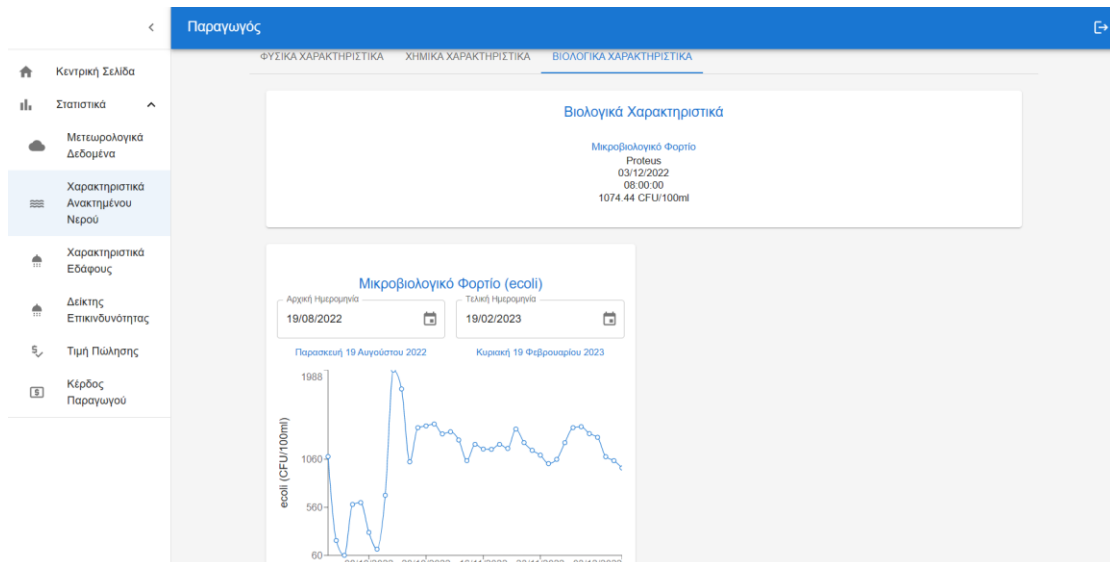 Παραγωγός
Κεντρική Σελίδα
Στατιστικά
Μετεωρολογικά
Δεδομένα
Χαρακτηριστικά
Ανακτημένου
Νερού
Χαρακτηριστικά
Εδάφους
Δείκτης
Επικινδυνότητας
Τιμή Πώλησης
Κέρδος
Παραγωγού
ΦΥΣΙΚΑ ΧΑΡΑΚΤΗΡΙΣΤΙΚΑ ΧΗΜΙΚΑ ΧΑΡΑΚΤΗΡΙΣΤΙΚΑ ΒΙΟΛΟΓΙΚΑ ΧΑΡΑΚΤΗΡΙΣΤΙΚΑ
Βιολογικά Χαρακτηριστικά
Μικροβιολογικό Φορτίο
Proteus
03/12/2022
08:00:00
1074.44 CFU/100ml
Μικροβιολογικό Φορτίο (ecoli)
Αρχική Ημερομηνία Τελική Ημερομηνία
19/08/2022 19/02/2023
Παρασκευή 19 Αυγούστου 2022 Κυριακή 19 Φεβρουαρίου 2023
1988
1060
560
60
ecoli (CFU/100ml)